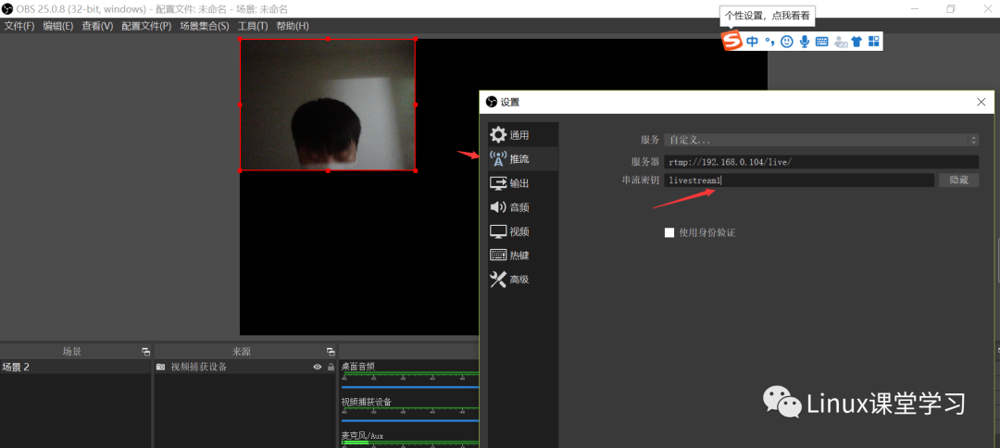 OBS 25.0.8 (32-bit, windows) - 配置文件: 未命名 - 场景: 未命名
个性设置，点我看看
文件(F) 编辑(E) 查看(V) 配置文件(P) 场景集合(S) 工具(T) 帮助(H)
S 中
设置
通用
推流
输出
音频
视频
热键
高级
服务 自定义...
服务器 rtmp://192.168.0.104/live/
串流密钥 livestream1 隐藏
使用身份验证
场景
来源
场景 2
视频捕获设备
桌面音频
视频捕获设备
麦克风/Aux
Linux课堂学习